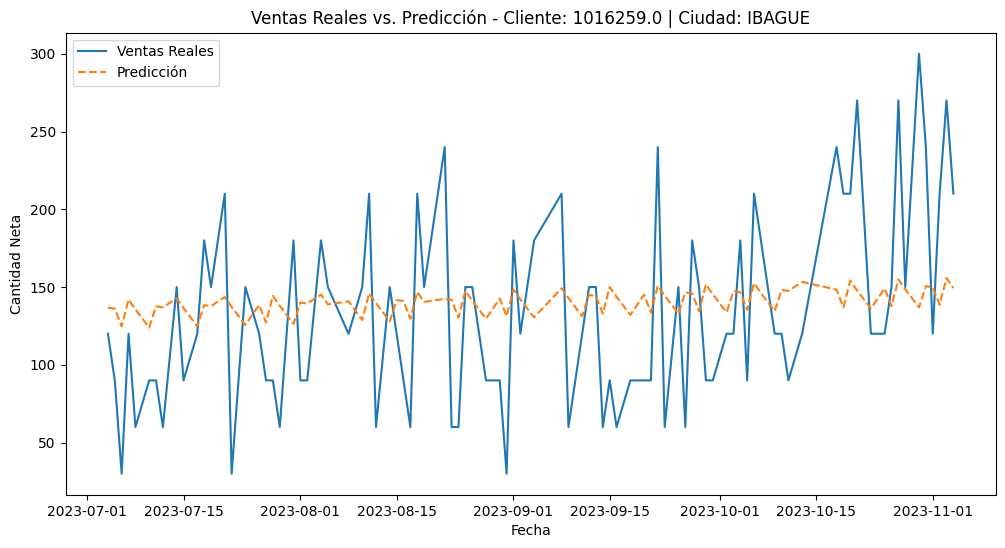 Ventas Reales vs. Predicción - Cliente: 1016259.0 | Ciudad: IBAGUE
Ventas Reales
Predicción
300
250
200
150
100
50
Cantidad Neta
2023-07-01 2023-07-15 2023-08-01 2023-08-15 2023-09-01 2023-09-15 2023-10-01 2023-10-15 2023-11-01
Fecha